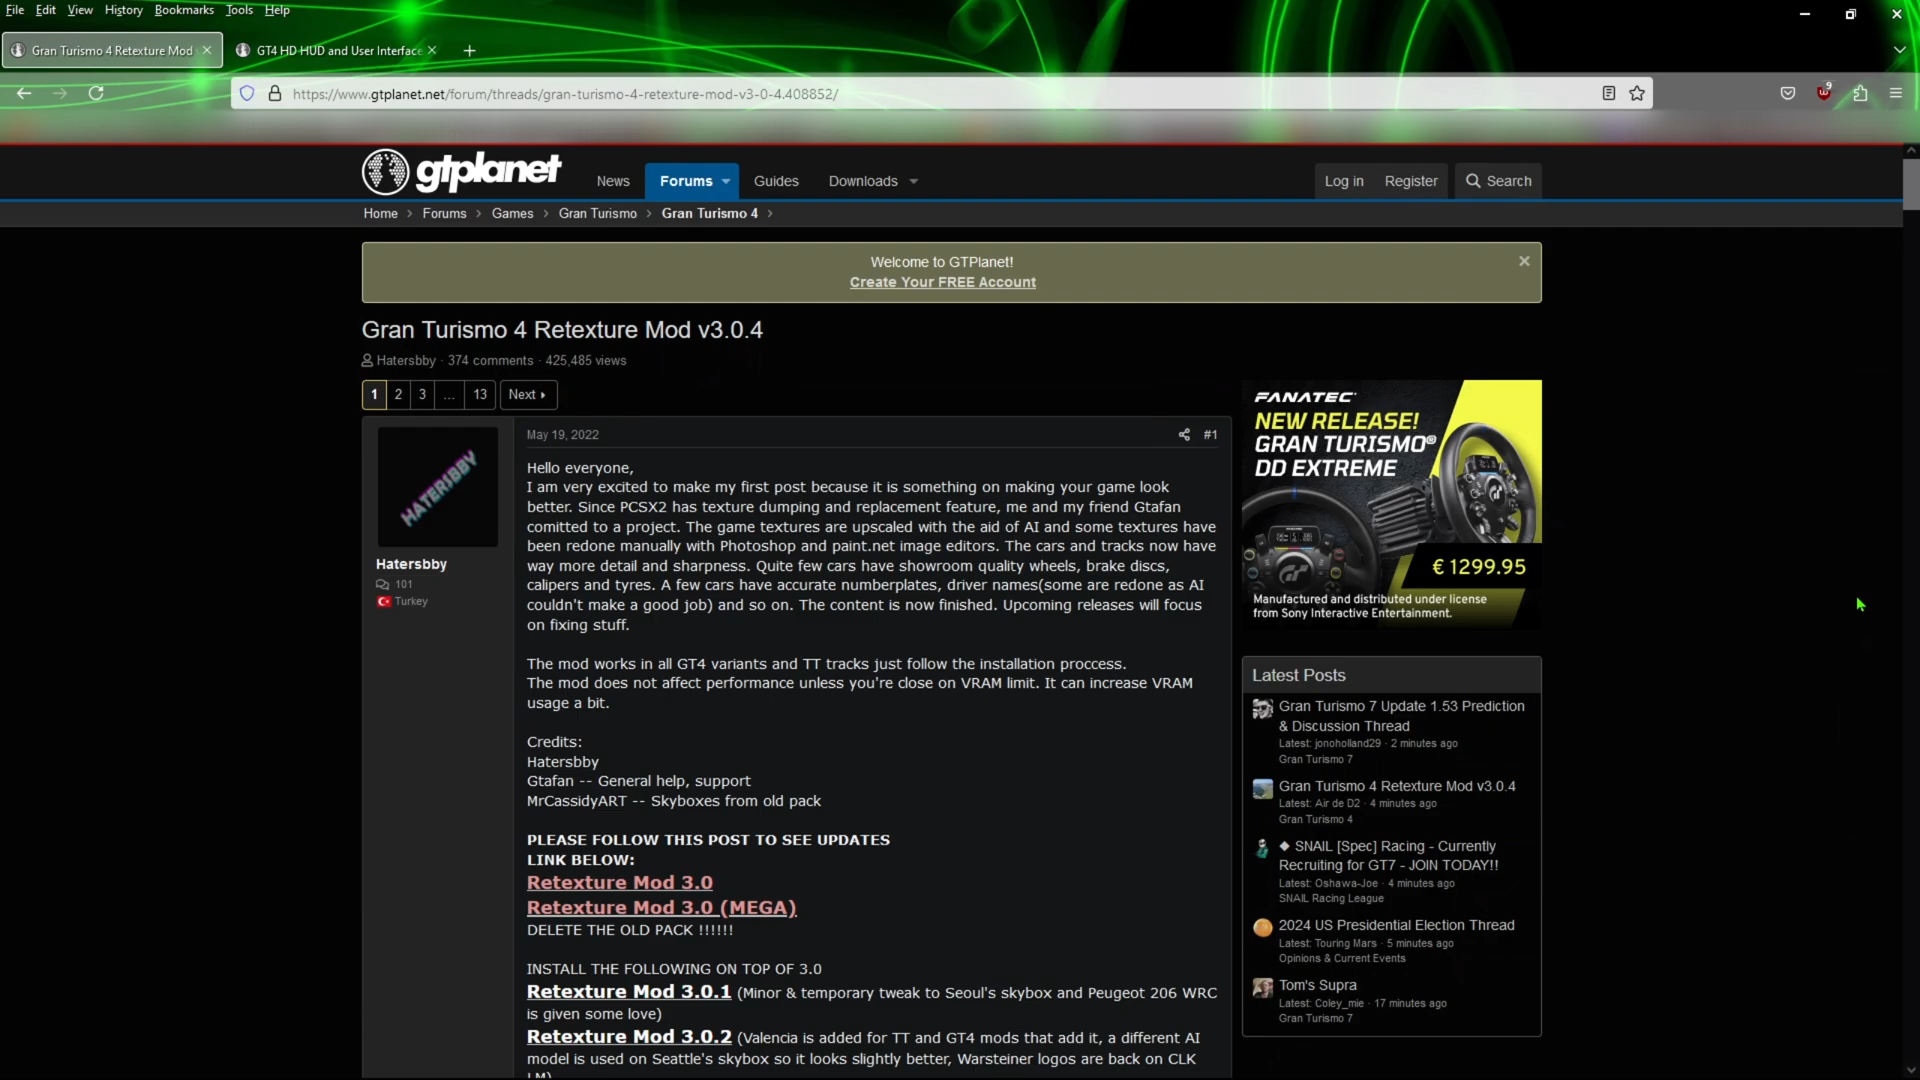 File Edit View History Bookmarks Tools Help
Gran Turismo 4 Retexture Mod
GT4 HD HUD and User Interface
https://www.gtplanet.net/forum/threads/gran-turismo-4-retexture-mod-v3-0-4.408852/
9
gtplanet
News
Forums
Guides
Downloads
Log in
Register
Search
Home > Forums > Games > Gran Turismo > Gran Turismo 4 >
Welcome to GTPlanet!
Create Your FREE Account
Gran Turismo 4 Retexture Mod v3.0.4
Hatersbby · 374 comments · 425,485 views
1 2 3 ... 13 Next
HATERSBBY
Hatersbby
101
Turkey
May 19, 2022
#1
Hello everyone,
I am very excited to make my first post because it is something on making your game look
better. Since PCSX2 has texture dumping and replacement feature, me and my friend Gtafan
comitted to a project. The game textures are upscaled with the aid of AI and some textures have
been redone manually with Photoshop and paint.net image editors. The cars and tracks now have
way more detail and sharpness. Quite few cars have showroom quality wheels, brake discs,
calipers and tyres. A few cars have accurate numberplates, driver names(some are redone as AI
couldn't make a good job) and so on. The content is now finished. Upcoming releases will focus
on fixing stuff.
The mod works in all GT4 variants and TT tracks just follow the installation proccess.
The mod does not affect performance unless you're close on VRAM limit. It can increase VRAM
usage a bit.
Credits:
Hatersbby
Gtafan -- General help, support
MrCassidyART -- Skyboxes from old pack
PLEASE FOLLOW THIS POST TO SEE UPDATES
LINK BELOW:
Retexture Mod 3.0
Retexture Mod 3.0 (MEGA)
DELETE THE OLD PACK !!!!!!
INSTALL THE FOLLOWING ON TOP OF 3.0
Retexture Mod 3.0.1 (Minor & temporary tweak to Seoul's skybox and Peugeot 206 WRC
is given some love)
Retexture Mod 3.0.2 (Valencia is added for TT and GT4 mods that add it, a different AI
model is used on Seattle's skybox so it looks slightly better, Warsteiner logos are back on CLK
LM)
FANATEC
NEW RELEASE!
GRAN TURISMO®
DD EXTREME
€ 1299.95
Manufactured and distributed under license
from Sony Interactive Entertainment.
Latest Posts
Gran Turismo 7 Update 1.53 Prediction
& Discussion Thread
Latest: jonoholland29 · 2 minutes ago
Gran Turismo 7
Gran Turismo 4 Retexture Mod v3.0.4
Latest: Air de D2 · 4 minutes ago
Gran Turismo 4
◆ SNAIL [Spec] Racing - Currently
Recruiting for GT7 - JOIN TODAY!!
Latest: Oshawa-Joe · 4 minutes ago
SNAIL Racing League
2024 US Presidential Election Thread
Latest: Touring Mars · 5 minutes ago
Opinions & Current Events
Tom's Supra
Latest: Coley_mie · 17 minutes ago
Gran Turismo 7